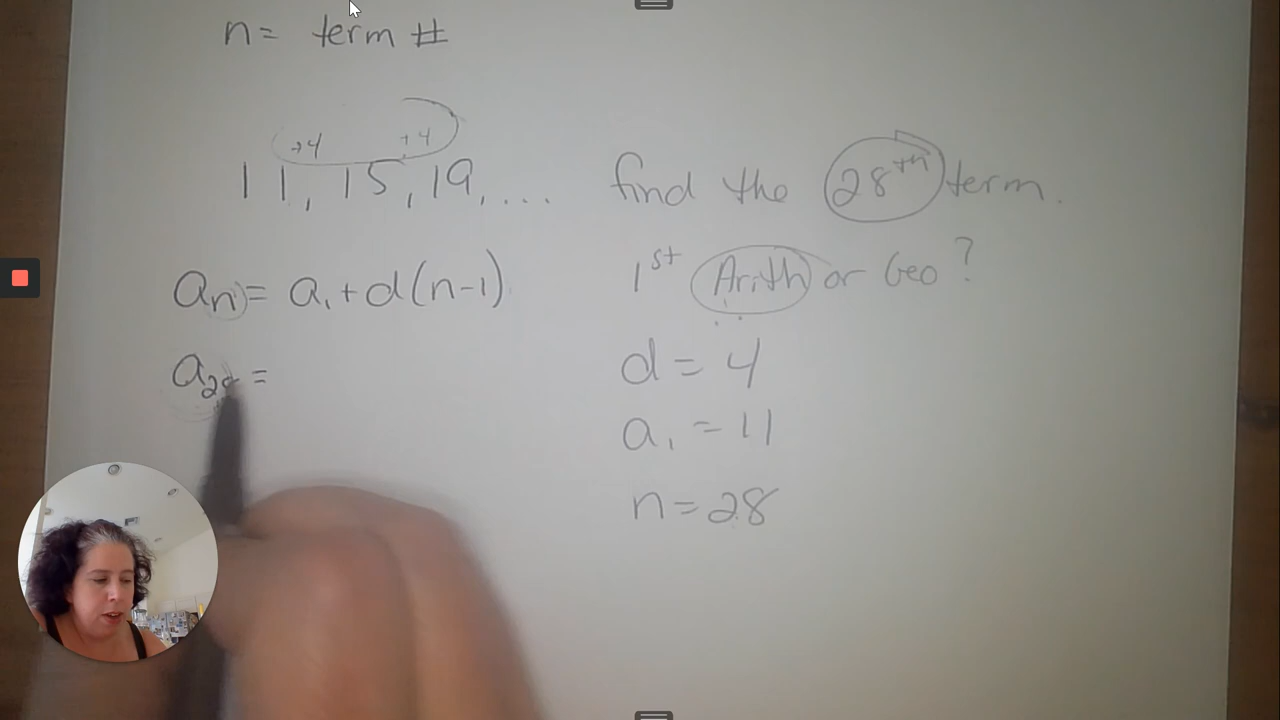 n = term #
+4 +4
11, 15, 19, ... find the 28th term.
1st Arith or Geo?
an = a1 + d(n-1)
a28 =
d = 4
a1 = 11
n = 28